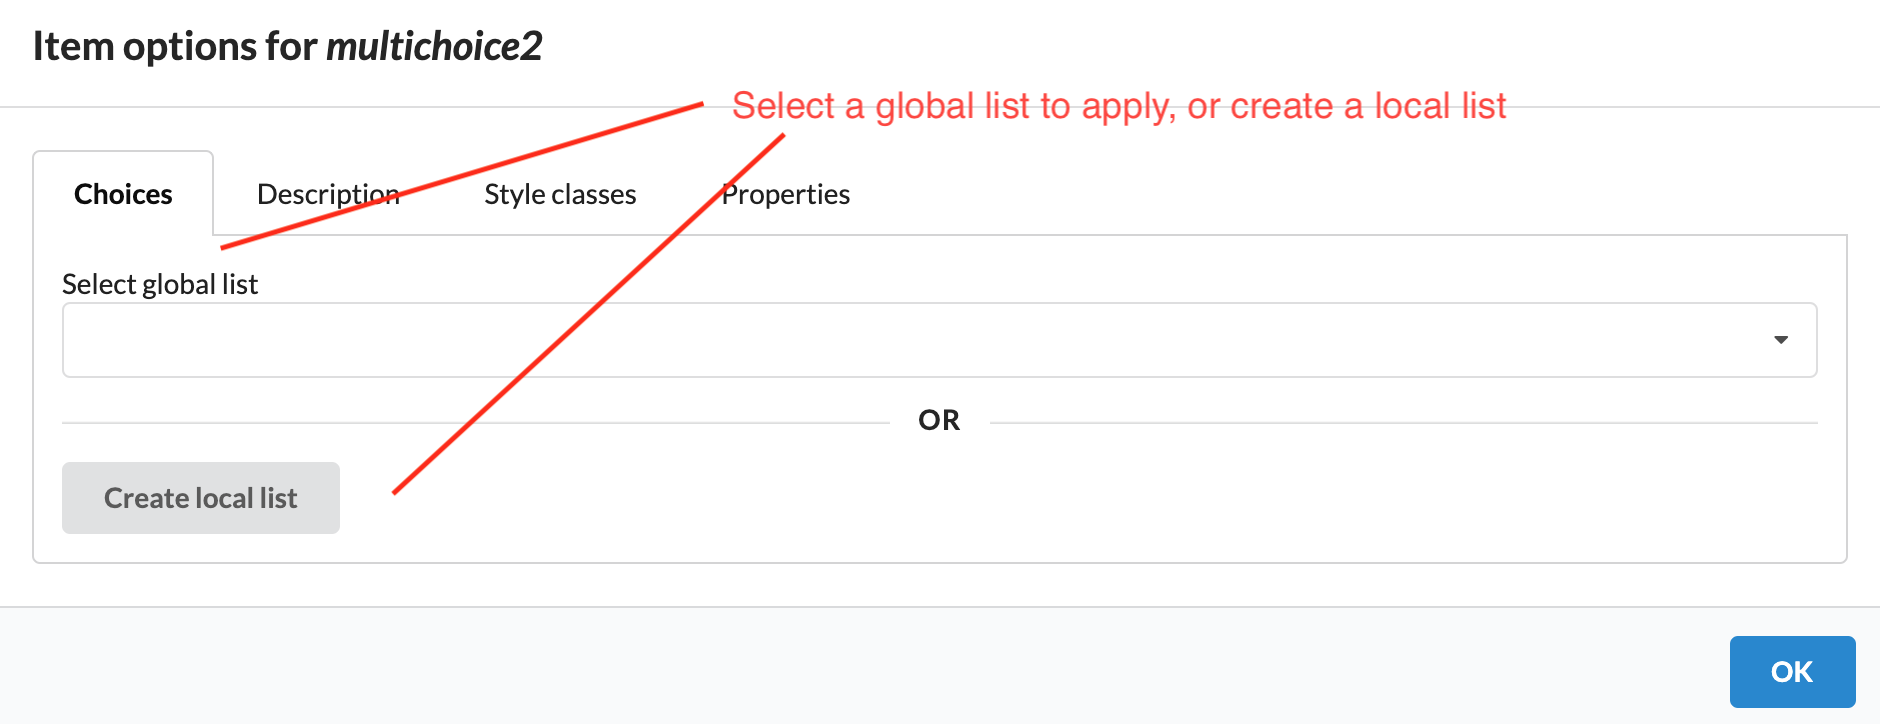 Item options for multichoice2
Select a global list to apply, or create a local list
Choices Description Style classes Properties
Select global list
OR
Create local list
OK